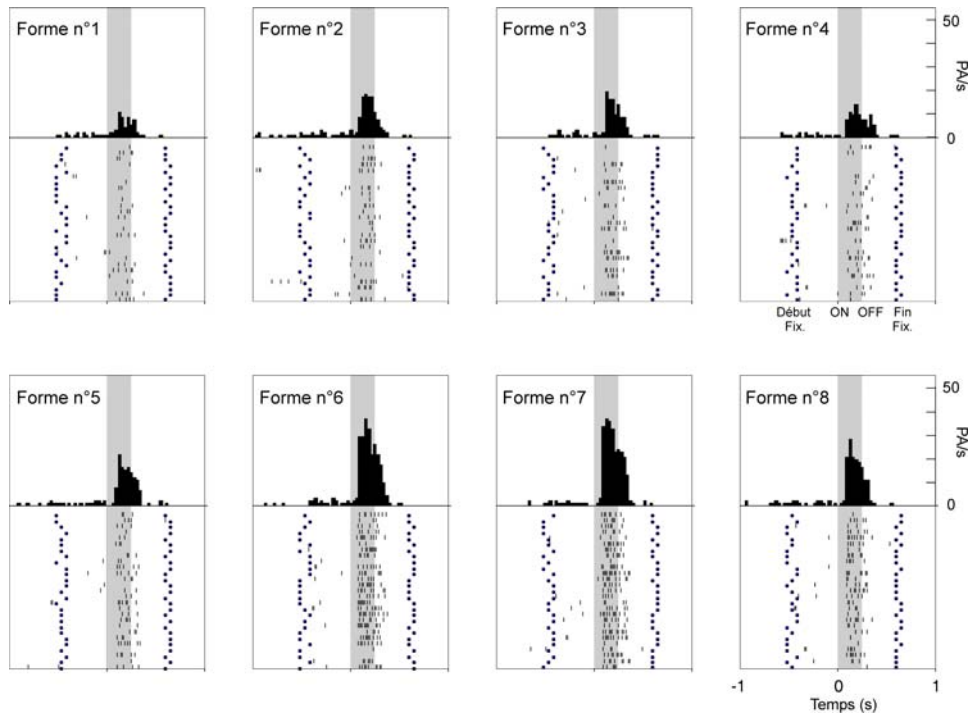 Forme n°1
Forme n°2
Forme n°3
Forme n°4
50
PA/s
0
Début
Fix.
ON
OFF
Fin
Fix.
Forme n°5
Forme n°6
Forme n°7
Forme n°8
50
PA/s
0
-1
0
1
Temps (s)